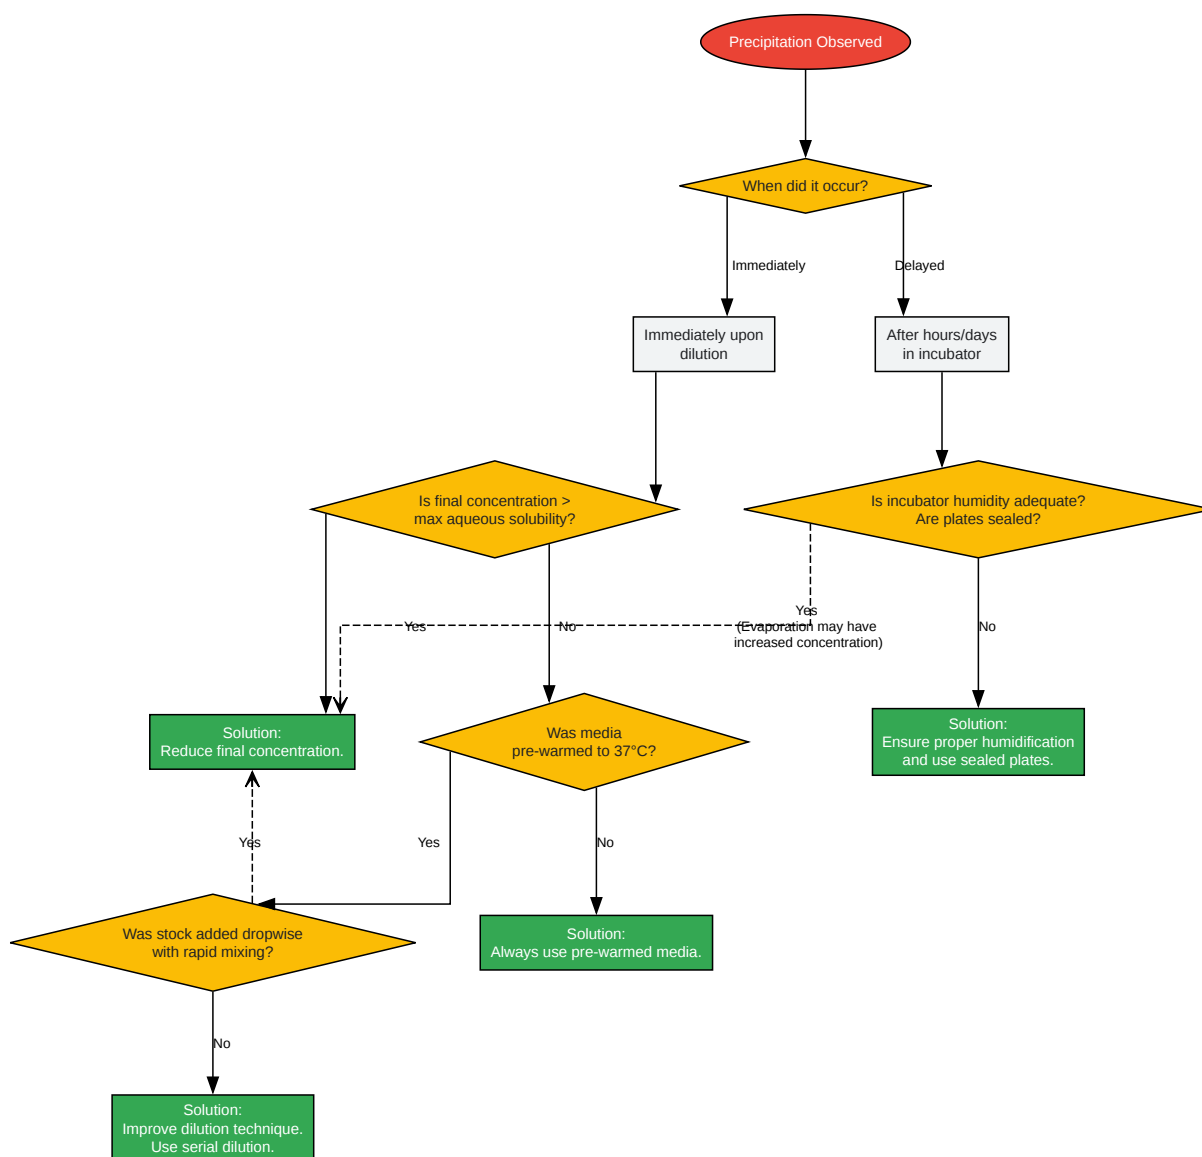 Precipitation Observed
When did it occur?
Immediately
Delayed
Immediately upon
dilution
After hours/days
in incubator
Is final concentration >
max aqueous solubility?
Is incubator humidity adequate?
Are plates sealed?
Yes
No
Yes
(Evaporation may have
increased concentration)
No
Solution:
Reduce final concentration.
Was media
pre-warmed to 37°C?
Solution:
Ensure proper humidification
and use sealed plates.
Yes
Yes
No
Was stock added dropwise
with rapid mixing?
Solution:
Always use pre-warmed media.
No
Solution:
Improve dilution technique.
Use serial dilution.